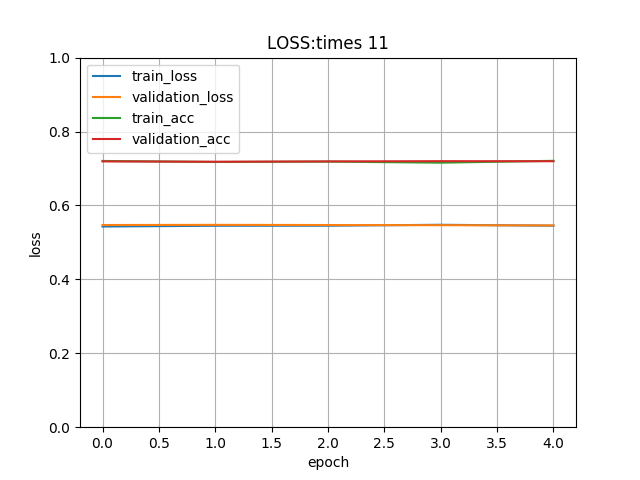 LOSS:times 11
1.0
0.8
0.6
0.4
0.2
0.0
loss
train_loss
validation_loss
train_acc
validation_acc
0.0 0.5 1.0 1.5 2.0 2.5 3.0 3.5 4.0
epoch